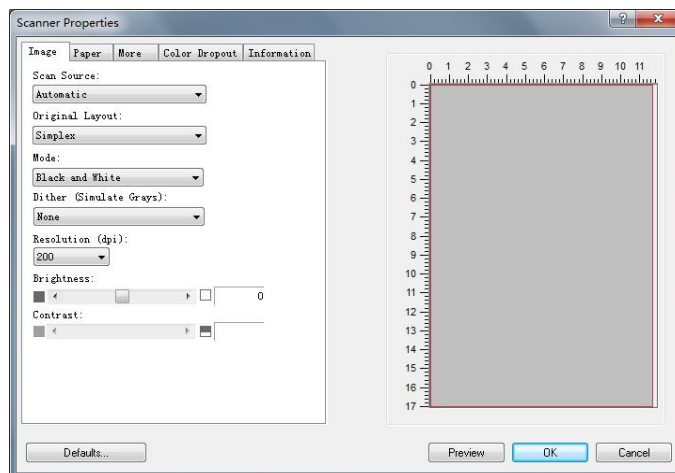 Scanner Properties
Image Paper More Color Dropout Information
Scan Source:
Automatic
Original Layout:
Simplex
Mode:
Black and White
Dither (Simulate Grays):
None
Resolution (dpi):
200
Brightness:
0
Contrast:
0 1 2 3 4 5 6 7 8 9 10 11
0
1
2
3
4
5
6
7
8
9
10
11
12
13
14
15
16
17
Defaults... Preview OK Cancel